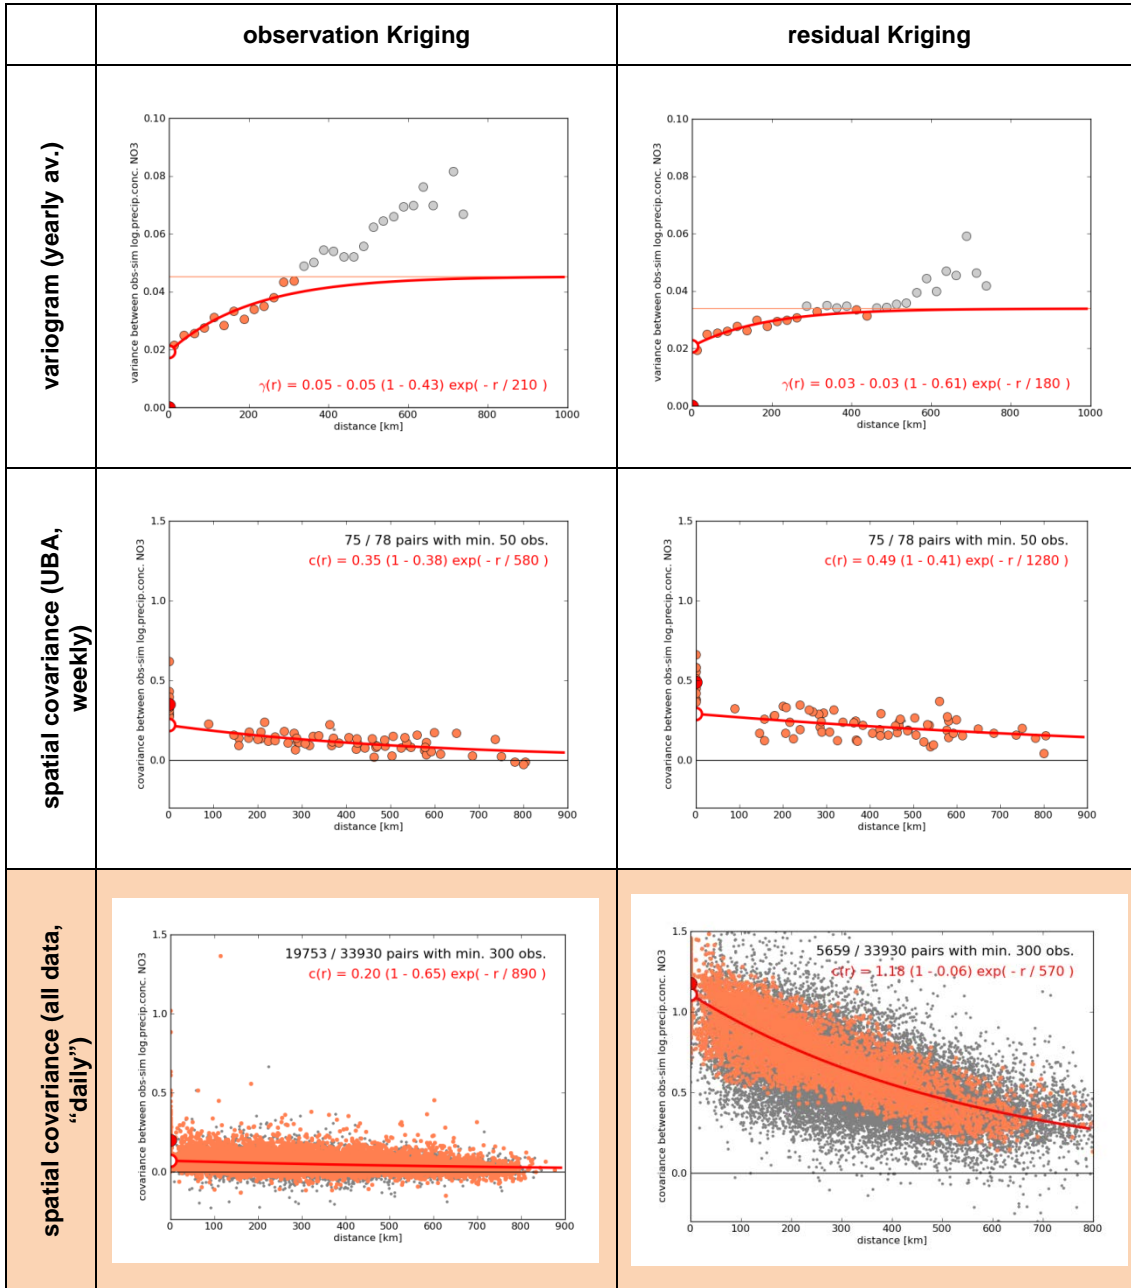 observation Kriging
residual Kriging
variogram (yearly av.)
variance between obs-sim log.precip.conc. NO3
0.10
0.08
0.06
0.04
0.02
0.00
γ(r) = 0.05 - 0.05 (1 - 0.43) exp( - r / 210 )
0 200 400 600 800 1000
distance [km]
variance between obs-sim log.precip.conc. NO3
0.10
0.08
0.06
0.04
0.02
0.00
γ(r) = 0.03 - 0.03 (1 - 0.61) exp( - r / 180 )
0 200 400 600 800 1000
distance [km]
spatial covariance (UBA,
weekly)
covariance between obs-sim log.precip.conc. NO3
1.5
1.0
0.5
0.0
75 / 78 pairs with min. 50 obs.
c(r) = 0.35 (1 - 0.38) exp( - r / 580 )
0 100 200 300 400 500 600 700 800 900
distance [km]
covariance between obs-sim log.precip.conc. NO3
1.5
1.0
0.5
0.0
75 / 78 pairs with min. 50 obs.
c(r) = 0.49 (1 - 0.41) exp( - r / 1280 )
0 100 200 300 400 500 600 700 800 900
distance [km]
spatial covariance (all data,
“daily”)
covariance between obs-sim log.precip.conc. NO3
1.5
1.0
0.5
0.0
19753 / 33930 pairs with min. 300 obs.
c(r) = 0.20 (1 - 0.65) exp( - r / 890 )
0 100 200 300 400 500 600 700 800 900
distance [km]
covariance between obs-sim log.precip.conc. NO3
1.5
1.0
0.5
0.0
5659 / 33930 pairs with min. 300 obs.
c(r) = 1.18 (1 - 0.06) exp( - r / 570 )
0 100 200 300 400 500 600 700 800
distance [km]